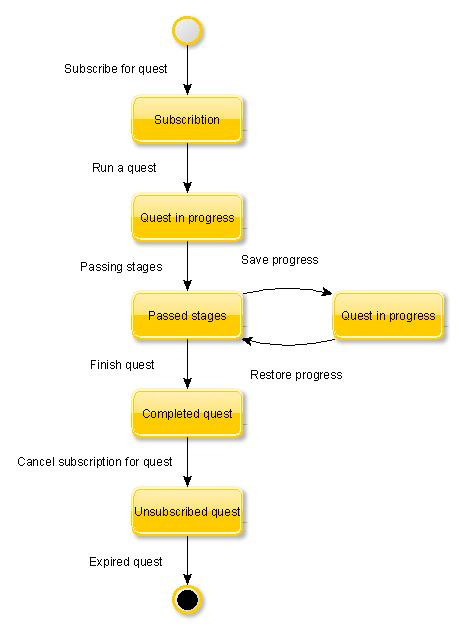 Subscribe for quest
Subscribtion
Run a quest
Quest in progress
Passing stages
Save progress
Passed stages
Quest in progress
Finish quest
Restore progress
Completed quest
Cancel subscription for quest
Unsubscribed quest
Expired quest